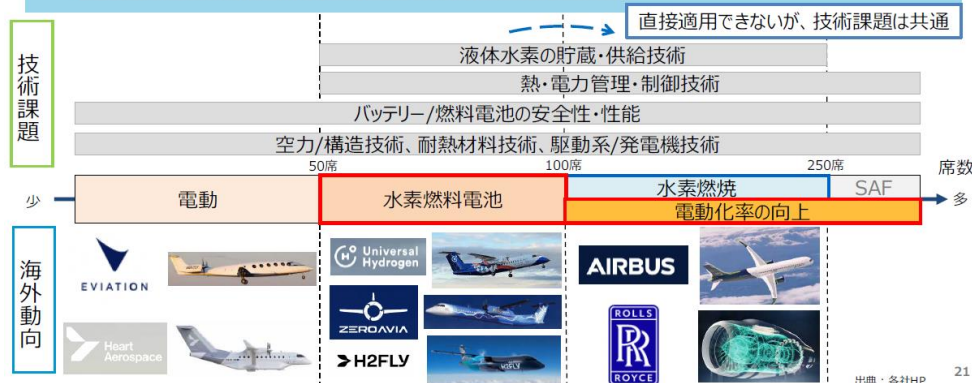 直接適用できないが、技術課題は共通
技術課題
液体水素の貯蔵・供給技術
熱・電力管理・制御技術
バッテリー/燃料電池の安全性・性能
空力/構造技術、耐熱材料技術、駆動系/発電機技術
50席
100席
250席
席数
少
電動
水素燃料電池
水素燃焼
SAF
電動化率の向上
多
海外動向
EVIATION
Universal
Hydrogen
AIRBUS
ZEROAVIA
ROLLS
RR
ROYCE
Heart
Aerospace
H2FLY
H2FLY
出典：各社HP
21